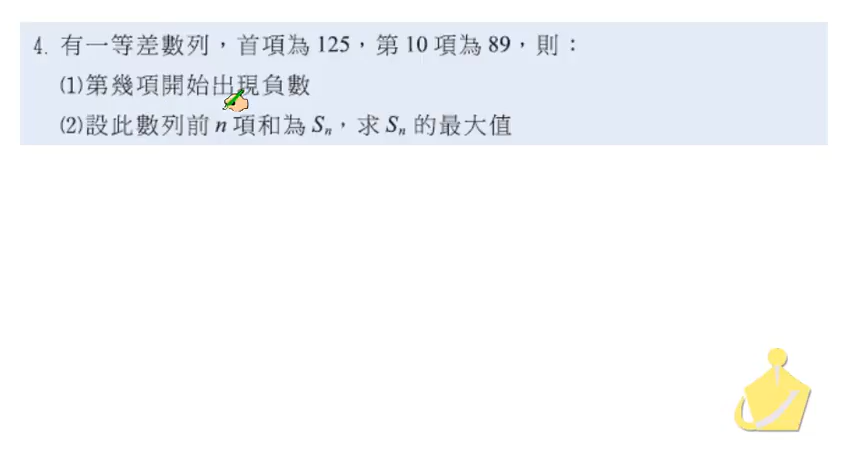 4. 有一等差數列，首項為 125，第 10 項為 89，則：
(1)第幾項開始出現負數
(2)設此數列前 n 項和為 Sn，求 Sn 的最大值